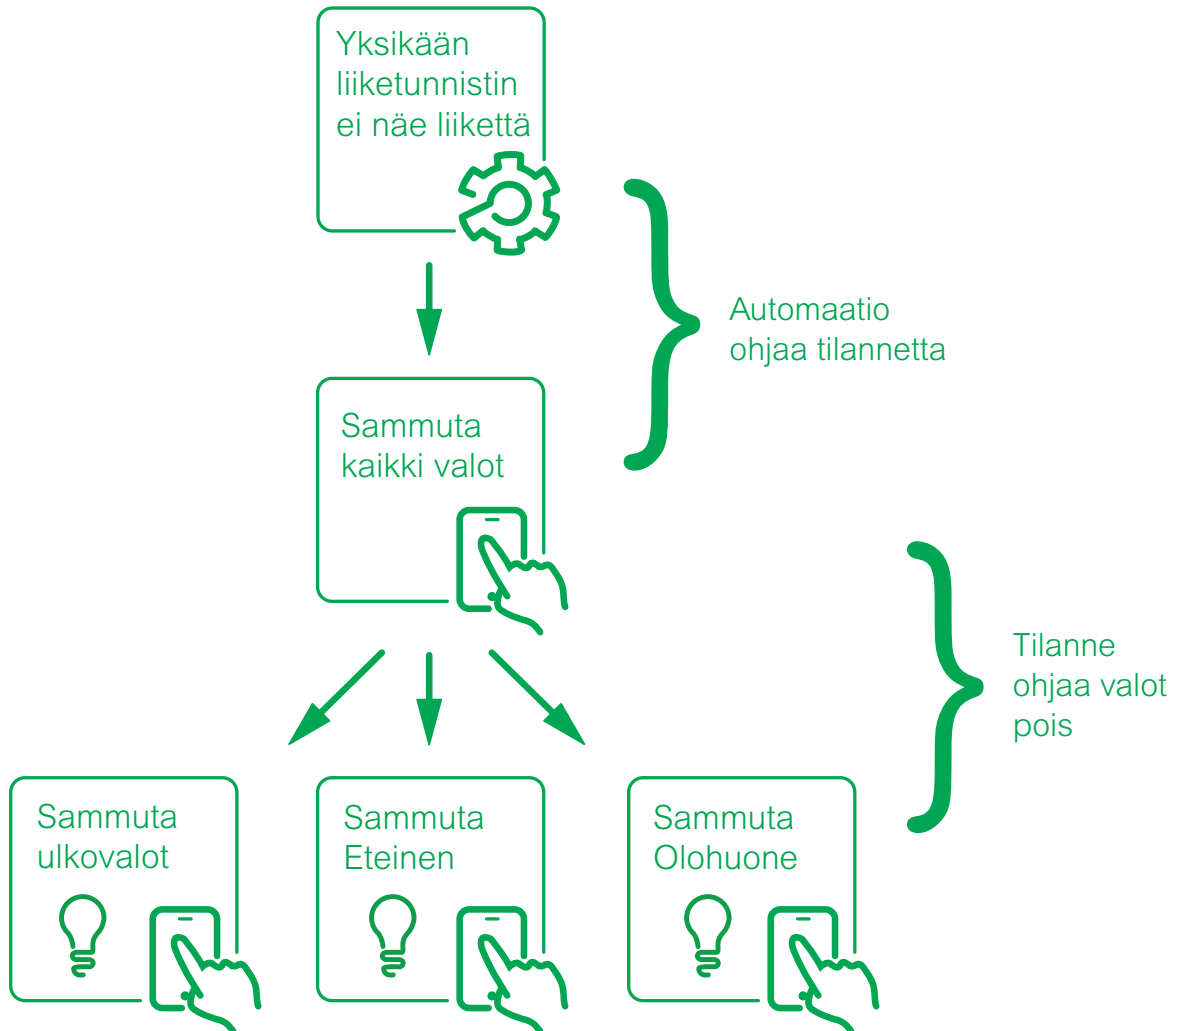 Yksikään
liiketunnistin
ei näe liikettä
Automaatio
ohjaa tilannetta
Sammuta
kaikki valot
Tilanne
ohjaa valot
pois
Sammuta
ulkovalot
Sammuta
Eteinen
Sammuta
Olohuone